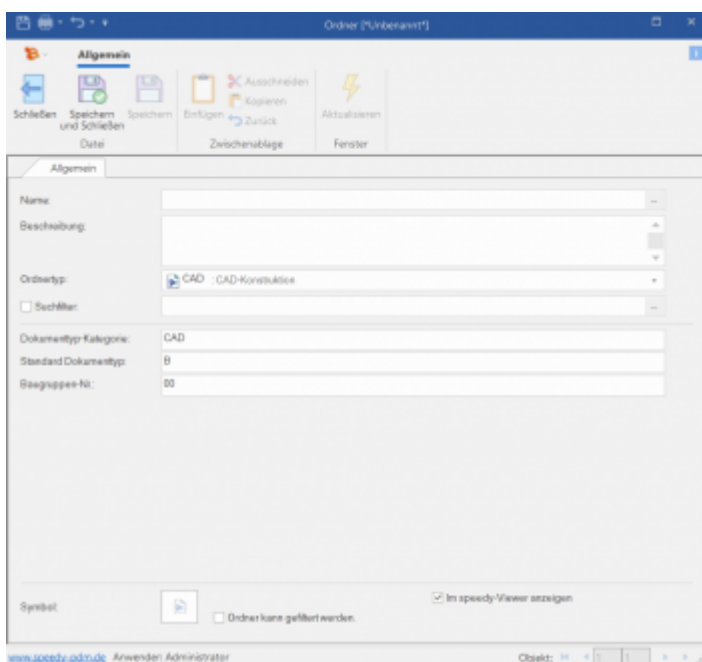 Ordner [*Unbenannt*]
Allgemein
Schließen
Speichern und Schließen
Speichern
Einfügen
Ausschneiden
Kopieren
Zurück
Aktualisieren
Datei
Zwischenablage
Fenster
Allgemein
Name:
Beschreibung:
Ordnertyp: CAD : CAD-Konstruktion
Suchfilter:
Dokumenttyp-Kategorie: CAD
Standard Dokumenttyp: B
Baugruppen-Nr.: 00
Symbol:
Im speedy-Viewer anzeigen
Ordner kann gefiltert werden.
www.speedy-pdm.de Anwender: Administrator Objekt: 1 1